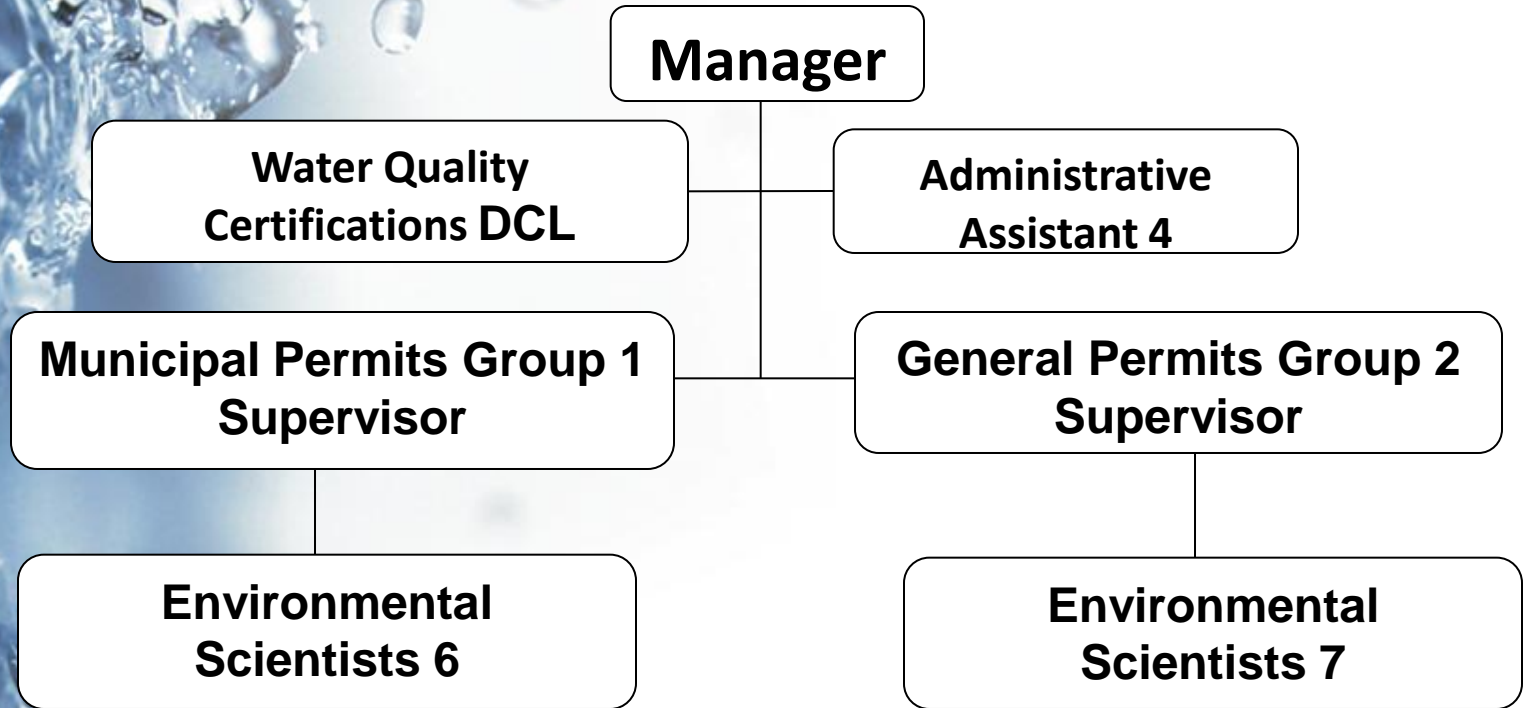 Manager
Water Quality
Certifications DCL
Administrative
Assistant 4
Municipal Permits Group 1
Supervisor
General Permits Group 2
Supervisor
Environmental
Scientists 6
Environmental
Scientists 7